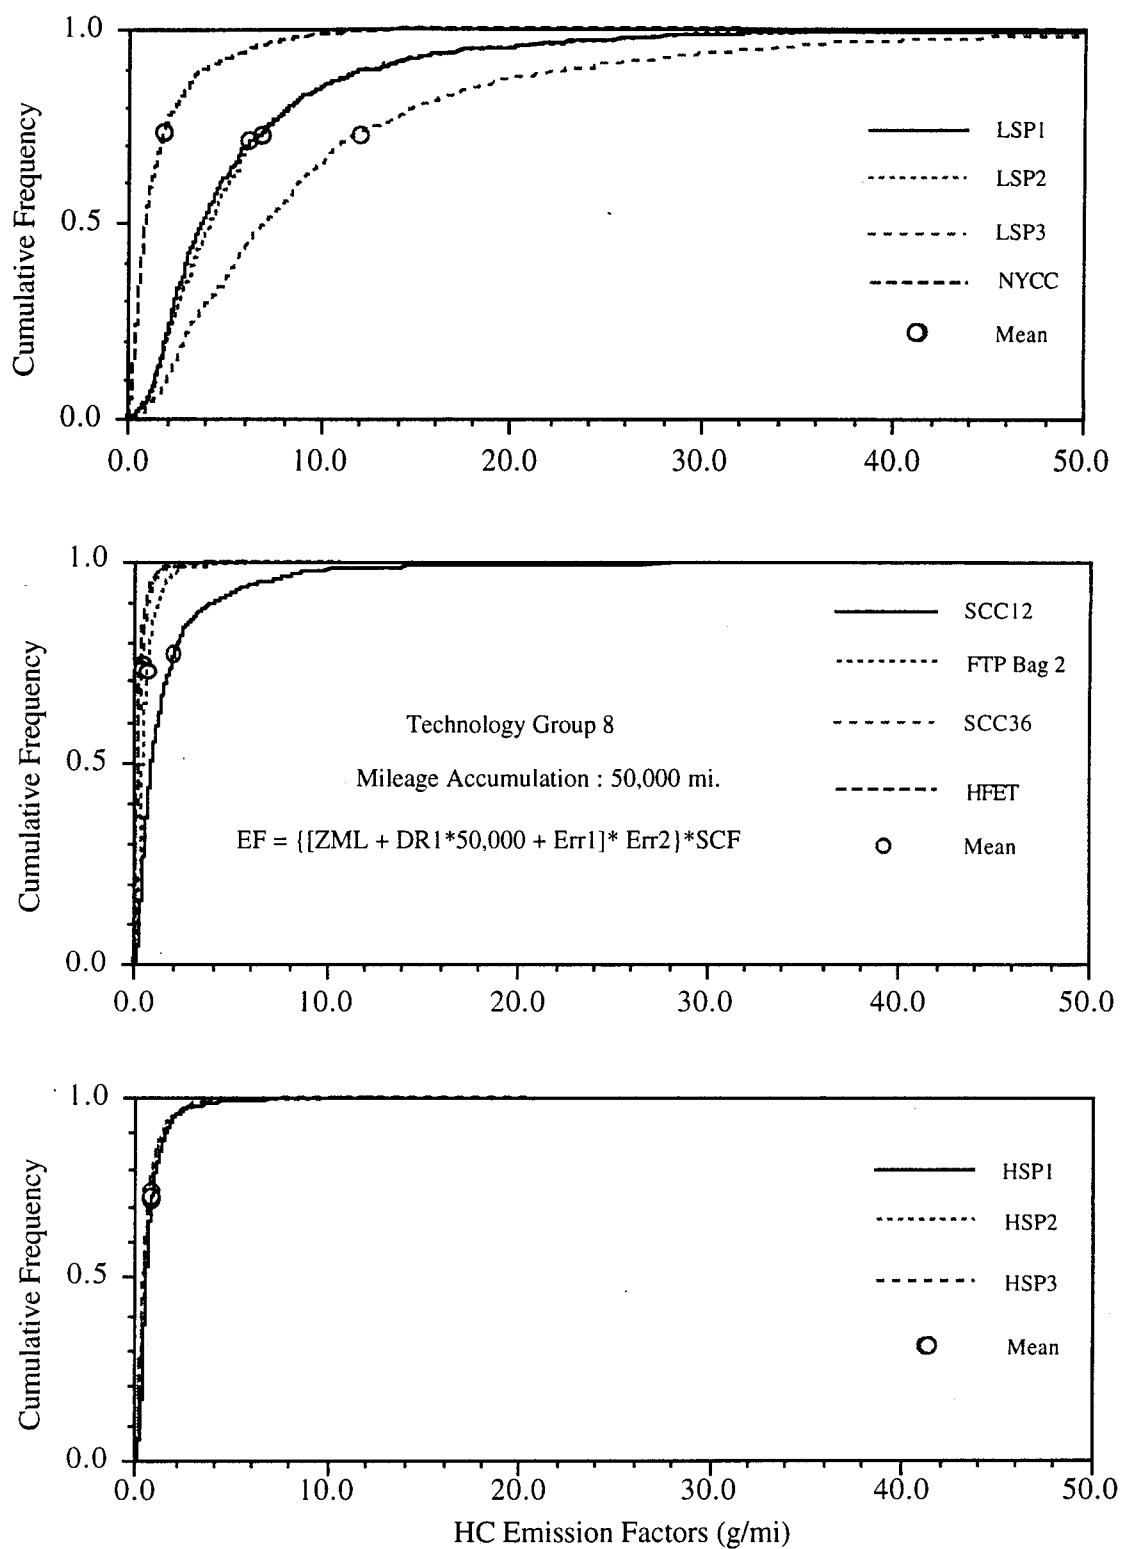 1.0
0.5
0.0
Cumulative Frequency
LSP1
LSP2
LSP3
NYCC
Mean
0.0 10.0 20.0 30.0 40.0 50.0
1.0
0.5
0.0
Cumulative Frequency
SCC12
FTP Bag 2
SCC36
HFET
Mean
Technology Group 8
Mileage Accumulation : 50,000 mi.
EF = {[ZML + DR1*50,000 + Err1]* Err2}*SCF
0.0 10.0 20.0 30.0 40.0 50.0
1.0
0.5
0.0
Cumulative Frequency
HSP1
HSP2
HSP3
Mean
0.0 10.0 20.0 30.0 40.0 50.0
HC Emission Factors (g/mi)